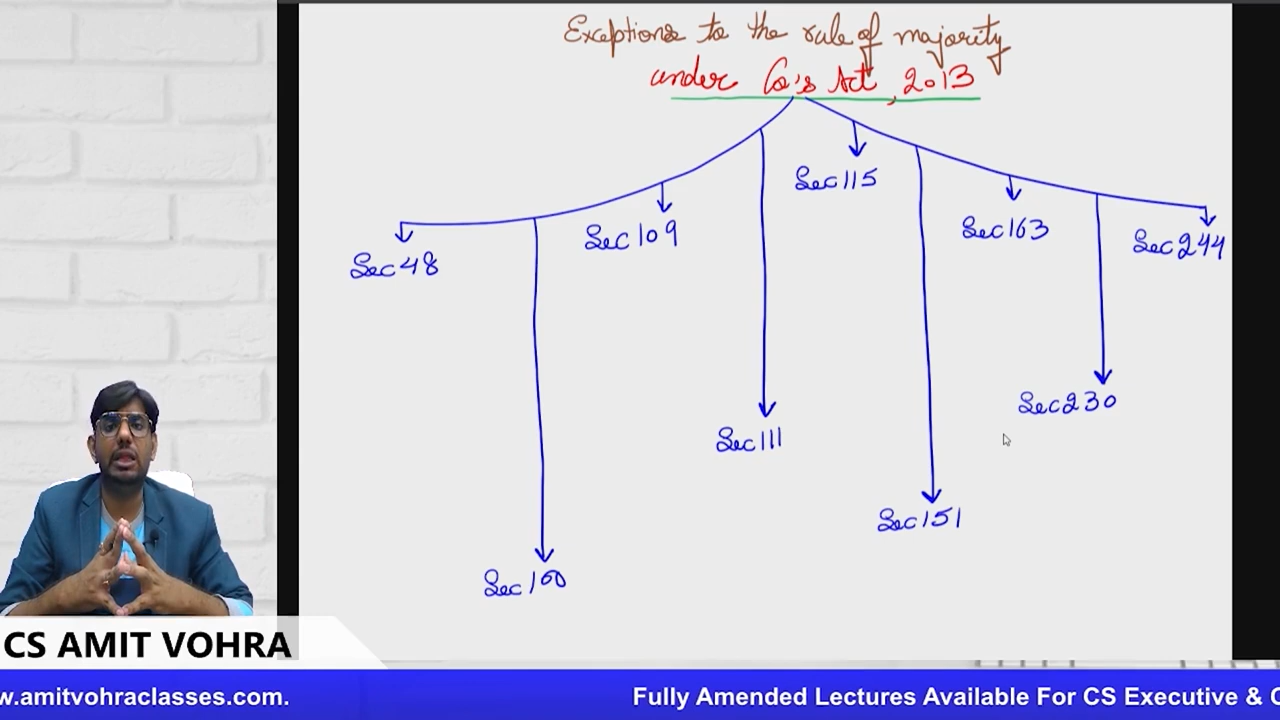 Exceptions to the rule of majority
under Co's Act, 2013
Sec 48
Sec 100
Sec 109
Sec 111
Sec 115
Sec 151
Sec 163
Sec 230
Sec 244
CS AMIT VOHRA
w.amitvohraclasses.com.
Fully Amended Lectures Available For CS Executive & C